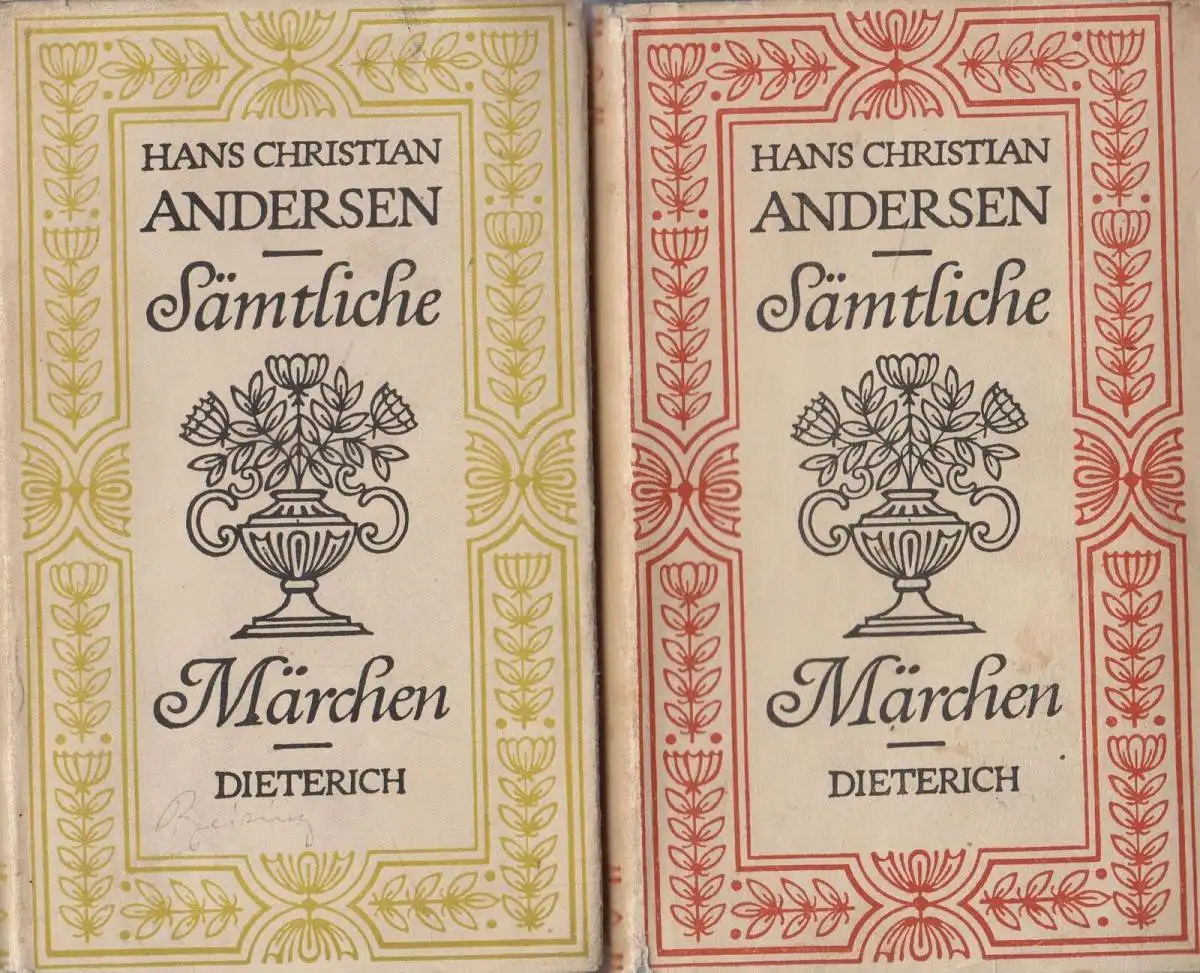 HANS CHRISTIAN
ANDERSEN
Sämtliche
Märchen
DIETERICH
HANS CHRISTIAN
ANDERSEN
Sämtliche
Märchen
DIETERICH